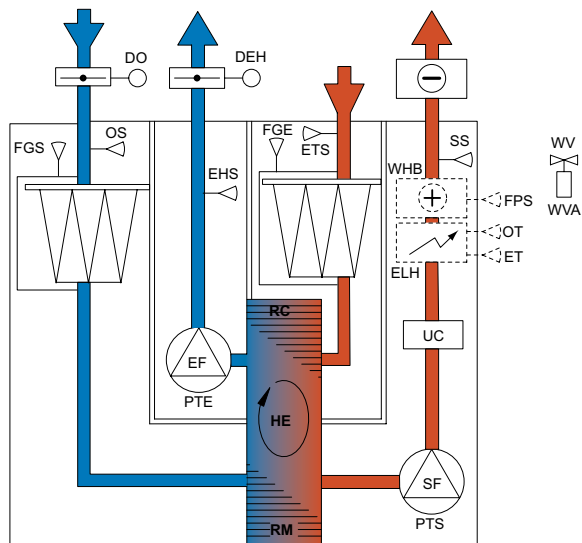 DO
DEH
FGS
OS
FGE
ETS
SS
WV
WHB
EHS
FPS
WVA
OT
ET
ELH
RC
UC
EF
PTE
HE
SF
RM
PTS